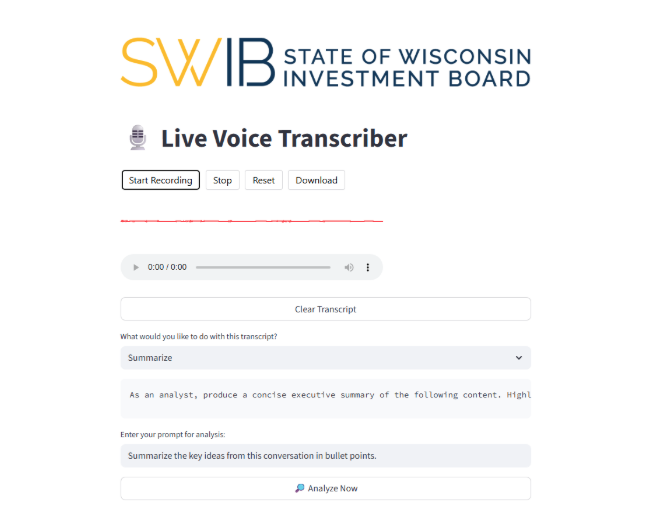 SWIB STATE OF WISCONSIN
INVESTMENT BOARD
Live Voice Transcriber
Start Recording Stop Reset Download
0:00 / 0:00
Clear Transcript
What would you like to do with this transcript?
Summarize
As an analyst, produce a concise executive summary of the following content. Highl
Enter your prompt for analysis:
Summarize the key ideas from this conversation in bullet points.
Analyze Now